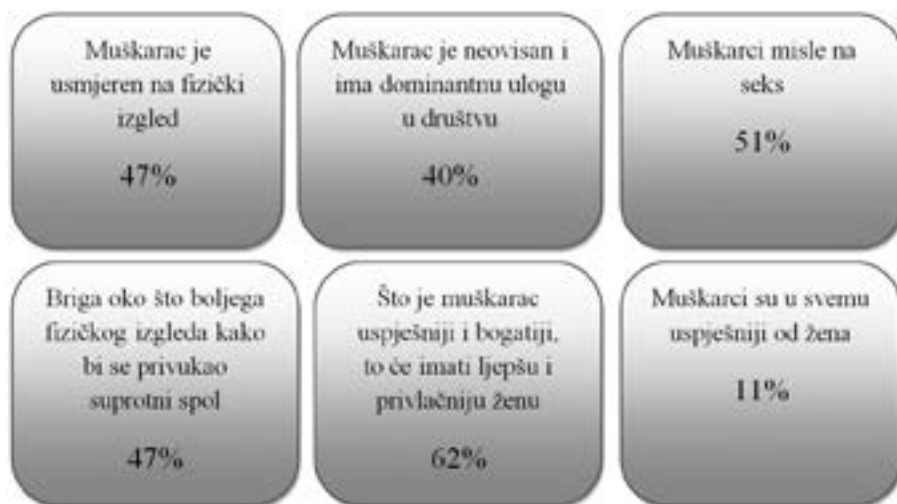 Muškarac je
usmjeren na fizički
izgled
47%
Muškarac je neovisan i
ima dominantnu ulogu
u društvu
40%
Muškarci misle na
seks
51%
Briga oko što boljega
fizičkog izgleda kako
bi se privukao
suprotni spol
47%
Što je muškarac
uspješniji i bogatiji,
to će imati ljepšu i
privlačniju ženu
62%
Muškarci su u svemu
uspješniji od žena
11%